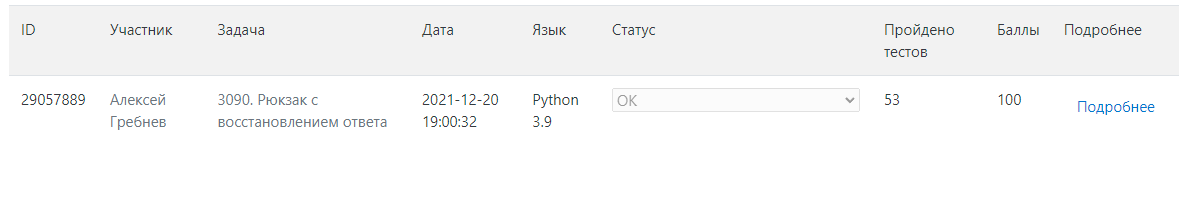 ID Участник Задача Дата Язык Статус Пройдено тестов Баллы Подробнее
29057889 Алексей Гребнев 3090. Рюкзак с восстановлением ответа 2021-12-20 19:00:32 Python 3.9 OK 53 100 Подробнее